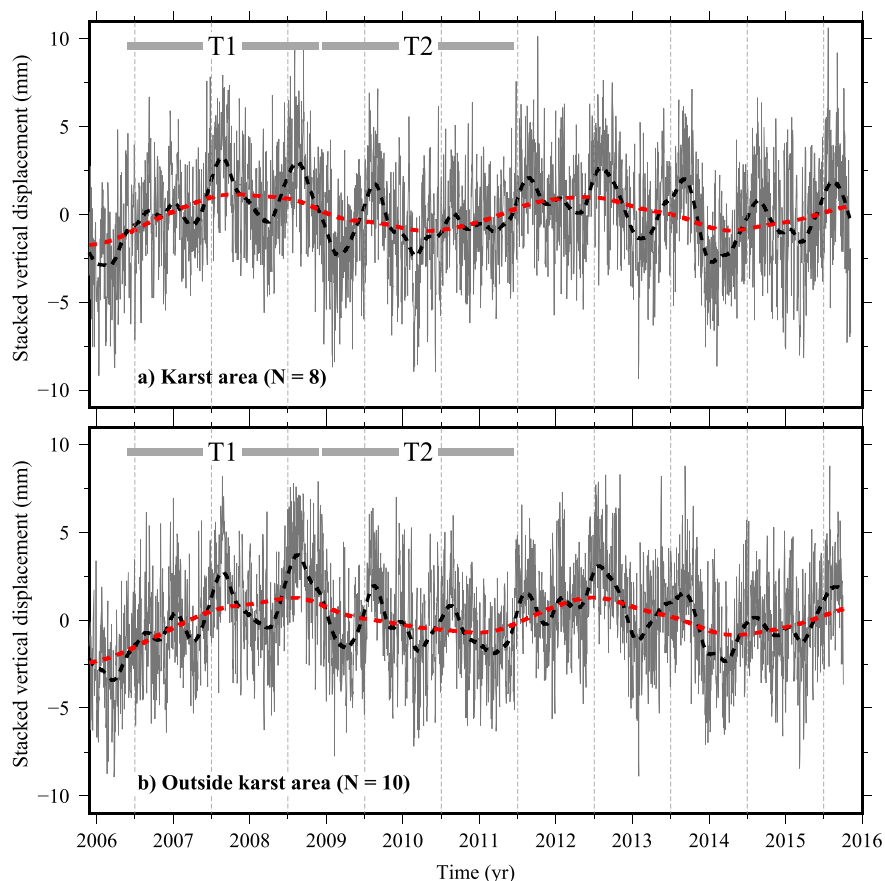 10
5
0
−5
−10
Stacked vertical displacement (mm)
T1
T2
a) Karst area (N = 8)
10
5
0
−5
−10
Stacked vertical displacement (mm)
T1
T2
b) Outside karst area (N = 10)
2006 2007 2008 2009 2010 2011 2012 2013 2014 2015 2016
Time (yr)